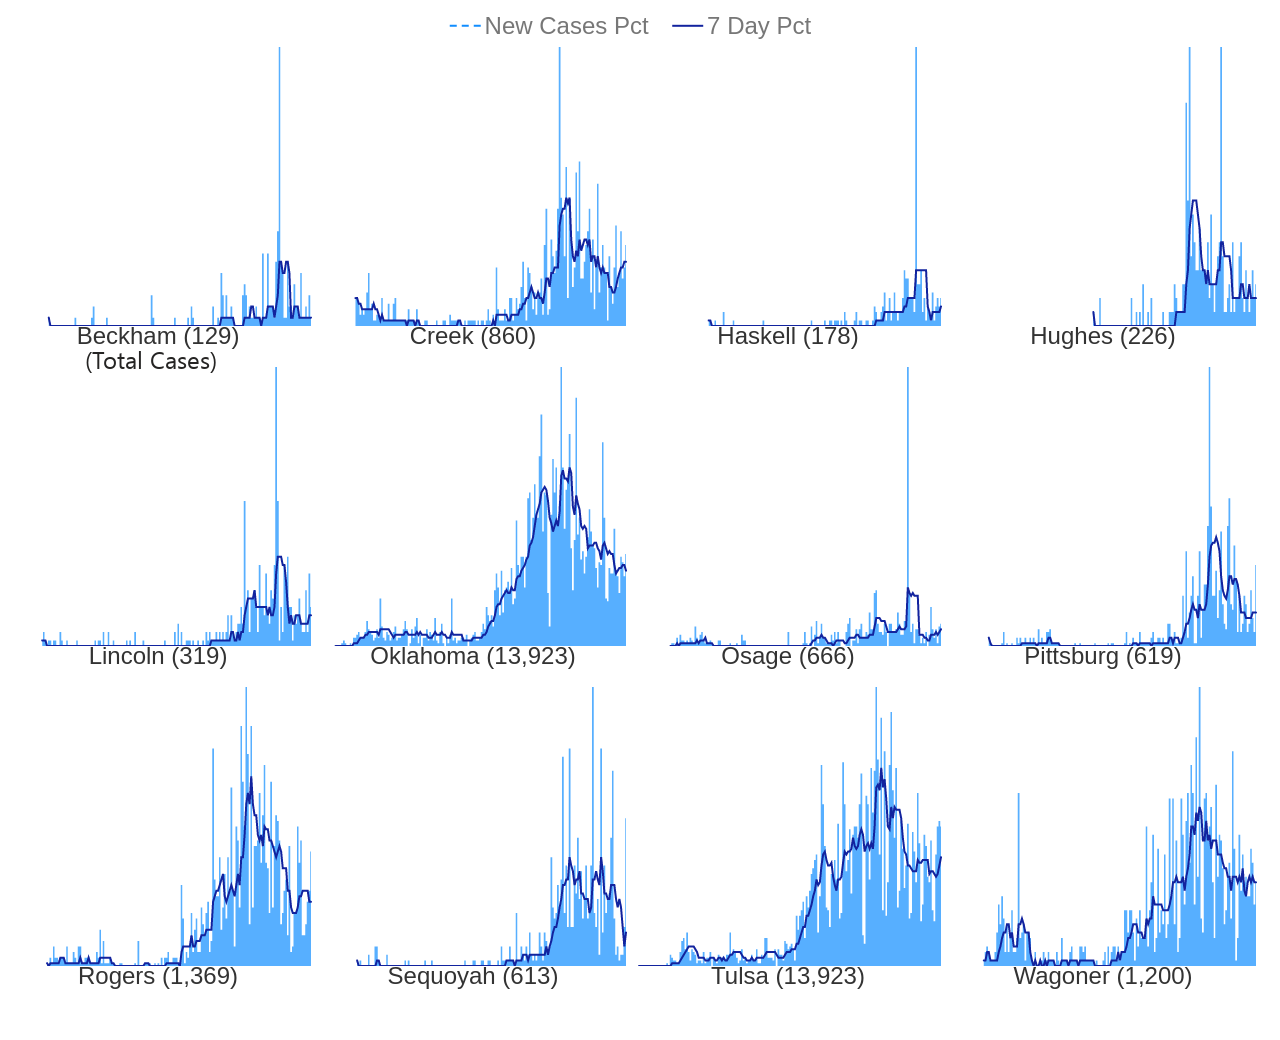 New Cases Pct 7 Day Pct
Beckham (129) Creek (860) Haskell (178) Hughes (226)
(Total Cases)
Lincoln (319) Oklahoma (13,923) Osage (666) Pittsburg (619)
Rogers (1,369) Sequoyah (613) Tulsa (13,923) Wagoner (1,200)